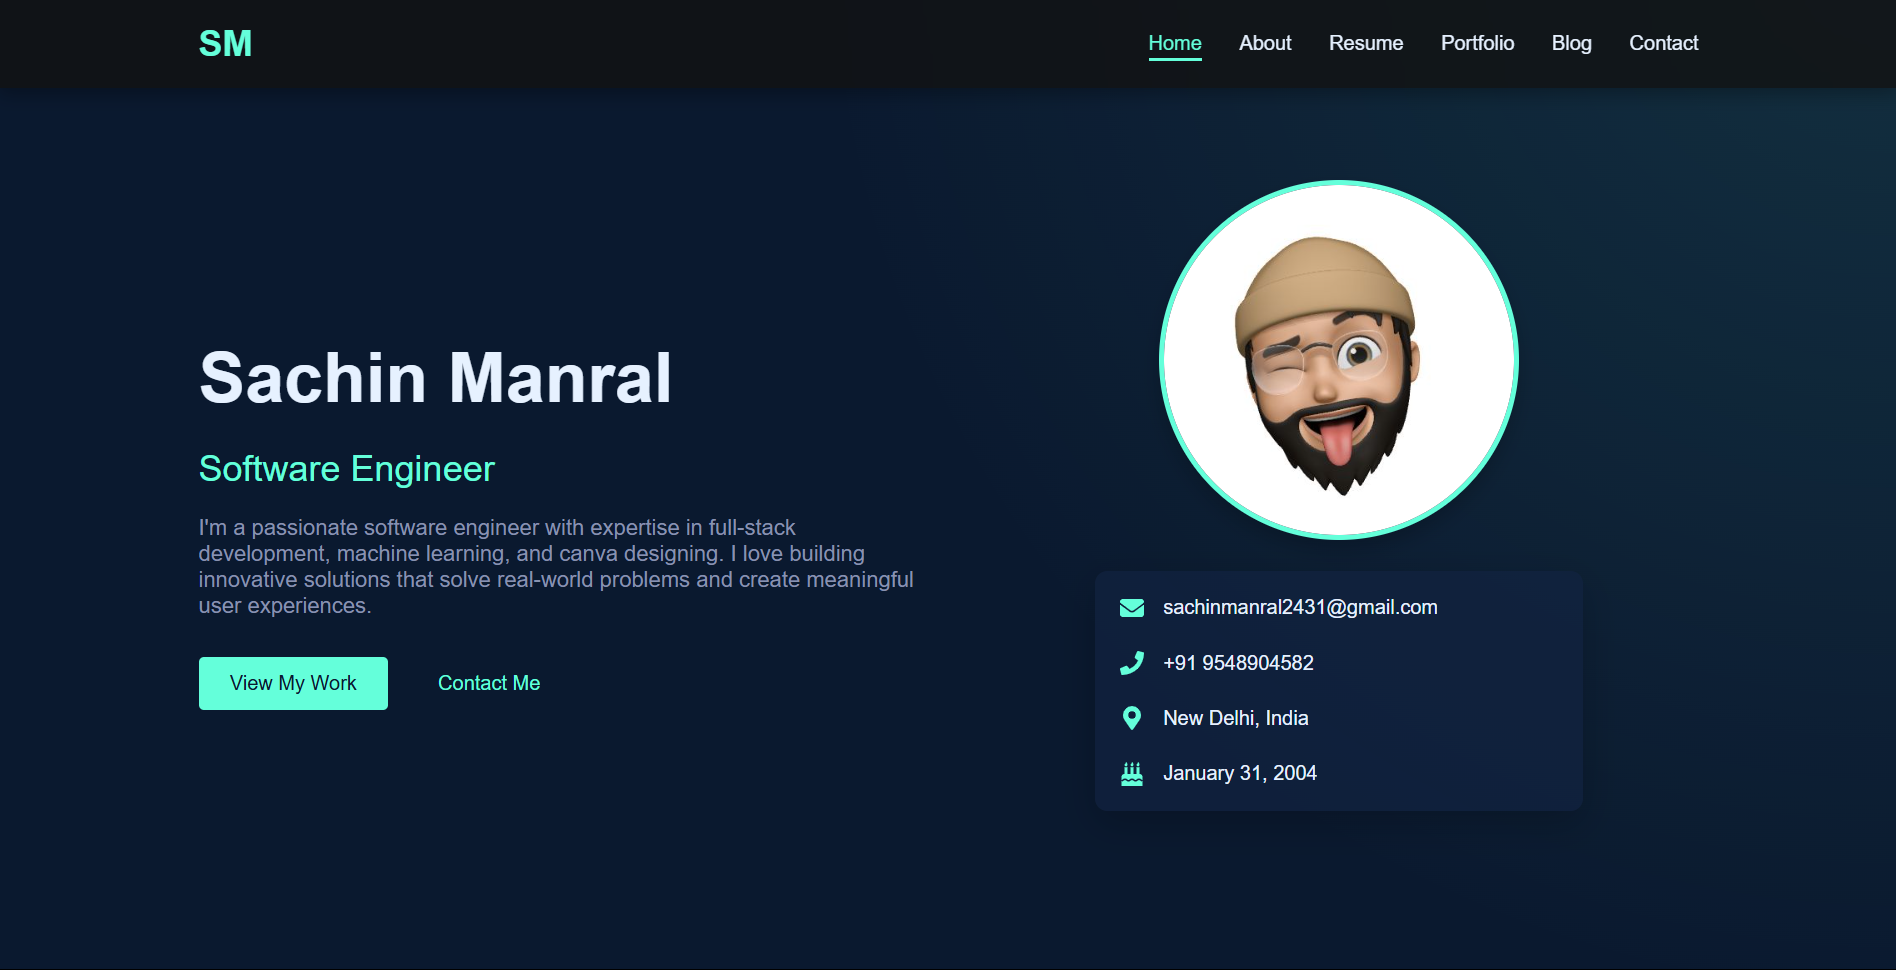 SM
Home
About
Resume
Portfolio
Blog
Contact
Sachin Manral
Software Engineer
I'm a passionate software engineer with expertise in full-stack
development, machine learning, and canva designing. I love building
innovative solutions that solve real-world problems and create meaningful
user experiences.
View My Work
Contact Me
sachinmanral2431@gmail.com
+91 9548904582
New Delhi, India
January 31, 2004